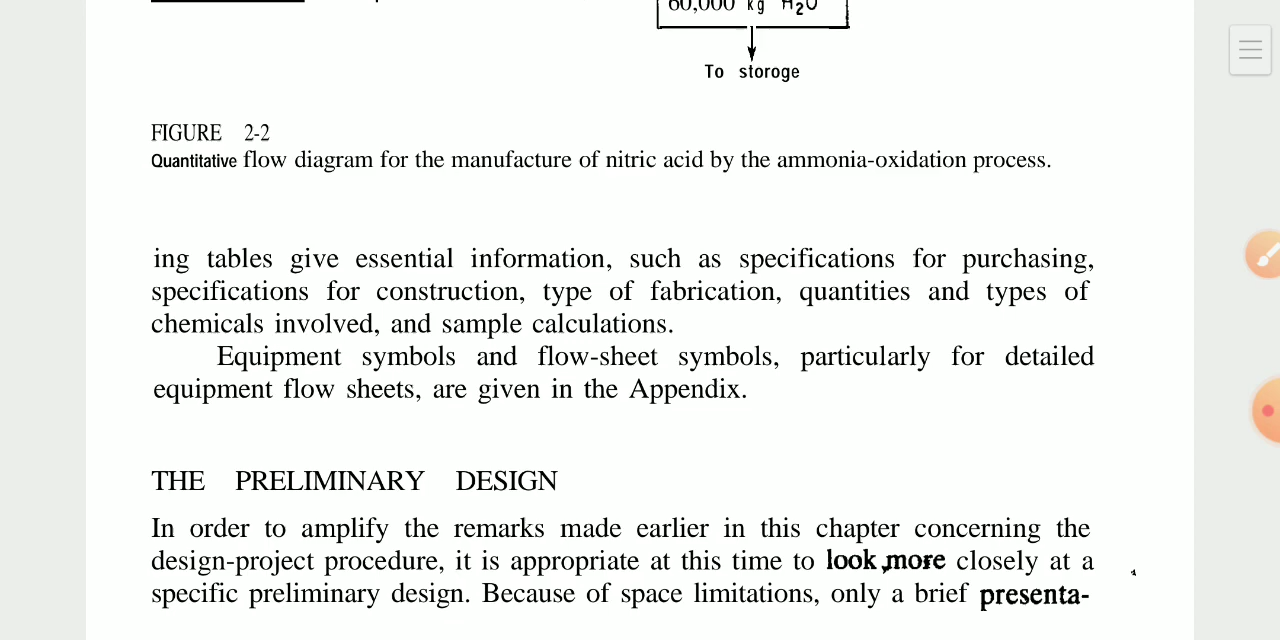 60,000 kg H₂O
To storoge
FIGURE 2-2
Quantitative flow diagram for the manufacture of nitric acid by the ammonia-oxidation process.
ing tables give essential information, such as specifications for purchasing,
specifications for construction, type of fabrication, quantities and types of
chemicals involved, and sample calculations.
Equipment symbols and flow-sheet symbols, particularly for detailed
equipment flow sheets, are given in the Appendix.
THE PRELIMINARY DESIGN
In order to amplify the remarks made earlier in this chapter concerning the
design-project procedure, it is appropriate at this time to look ,more closely at a
specific preliminary design. Because of space limitations, only a brief presenta-